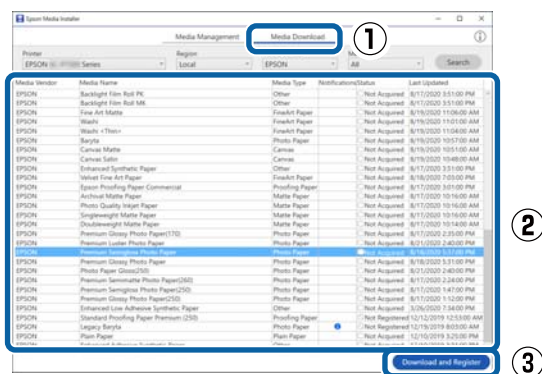 Epson Media Installer
Media Management Media Download ①
Printer Region
EPSON Series Local EPSON All Search
Media Vendor Media Name Media Type Notifications Status Last Updated
EPSON Backlight Film Roll PK Other Not Acquired 8/17/2020 3:51:00 PM
EPSON Backlight Film Roll MK Other Not Acquired 8/17/2020 3:51:00 PM
EPSON Fine Art Matte FineArt Paper Not Acquired 8/19/2020 11:06:00 AM
EPSON Washi FineArt Paper Not Acquired 8/19/2020 11:01:00 AM
EPSON Washi <Thin> FineArt Paper Not Acquired 8/19/2020 11:04:00 AM
EPSON Baryta Photo Paper Not Acquired 8/19/2020 10:57:00 AM
EPSON Canvas Matte Canvas Not Acquired 8/19/2020 10:51:00 AM
EPSON Canvas Satin Canvas Not Acquired 8/19/2020 10:48:00 AM
EPSON Enhanced Synthetic Paper Other Not Acquired 8/17/2020 3:51:00 PM
EPSON Velvet Fine Art Paper FineArt Paper Not Acquired 8/18/2020 7:03:00 PM
EPSON Epson Proofing Paper Commercial Proofing Paper Not Acquired 8/17/2020 3:01:00 PM
EPSON Archival Matte Paper Matte Paper Not Acquired 8/17/2020 10:16:00 AM
EPSON Photo Quality Inkjet Paper Matte Paper Not Acquired 8/17/2020 10:16:00 AM
EPSON Singleweight Matte Paper Matte Paper Not Acquired 8/17/2020 10:16:00 AM
EPSON Doubleweight Matte Paper Matte Paper Not Acquired 8/17/2020 10:14:00 AM
EPSON Premium Glossy Photo Paper(170) Photo Paper Not Acquired 8/17/2020 2:35:00 PM
EPSON Premium Luster Photo Paper Photo Paper Not Acquired 8/21/2020 2:40:00 PM
EPSON Premium Semigloss Photo Paper Photo Paper Not Acquired 8/18/2020 5:37:00 PM
EPSON Premium Glossy Photo Paper Photo Paper Not Acquired 8/18/2020 5:31:00 PM
EPSON Photo Paper Gloss(250) Photo Paper Not Acquired 8/21/2020 2:40:00 PM
EPSON Premium Semimatte Photo Paper(260) Photo Paper Not Acquired 8/17/2020 2:24:00 PM
EPSON Premium Semigloss Photo Paper(250) Photo Paper Not Acquired 8/17/2020 1:47:00 PM
EPSON Premium Glossy Photo Paper(250) Photo Paper Not Acquired 8/17/2020 1:12:00 PM
EPSON Enhanced Low Adhesive Synthetic Paper Other Not Acquired 3/26/2020 7:34:00 PM
EPSON Standard Proofing Paper Premium (250) Proofing Paper Not Registered 12/12/2019 12:53:00 AM
EPSON Legacy Baryta Photo Paper Not Registered 12/19/2019 8:03:00 AM
EPSON Plain Paper Plain Paper Not Acquired 12/10/2019 3:25:00 PM
②
Download and Register ③